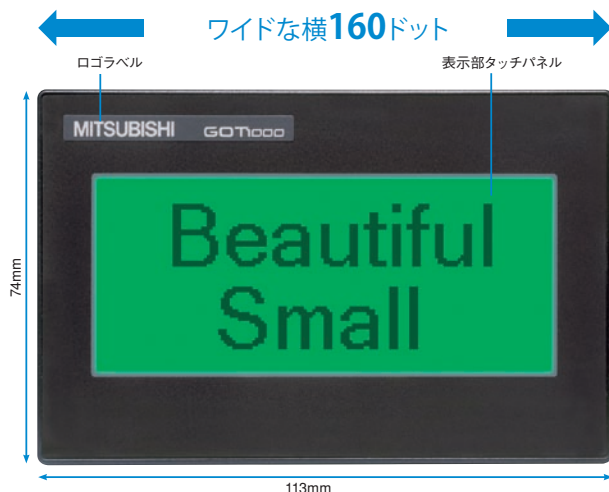 ワイドな横160ドット
ロゴラベル
表示部タッチパネル
MITSUBISHI GOT1000
Beautiful
Small
74mm
113mm